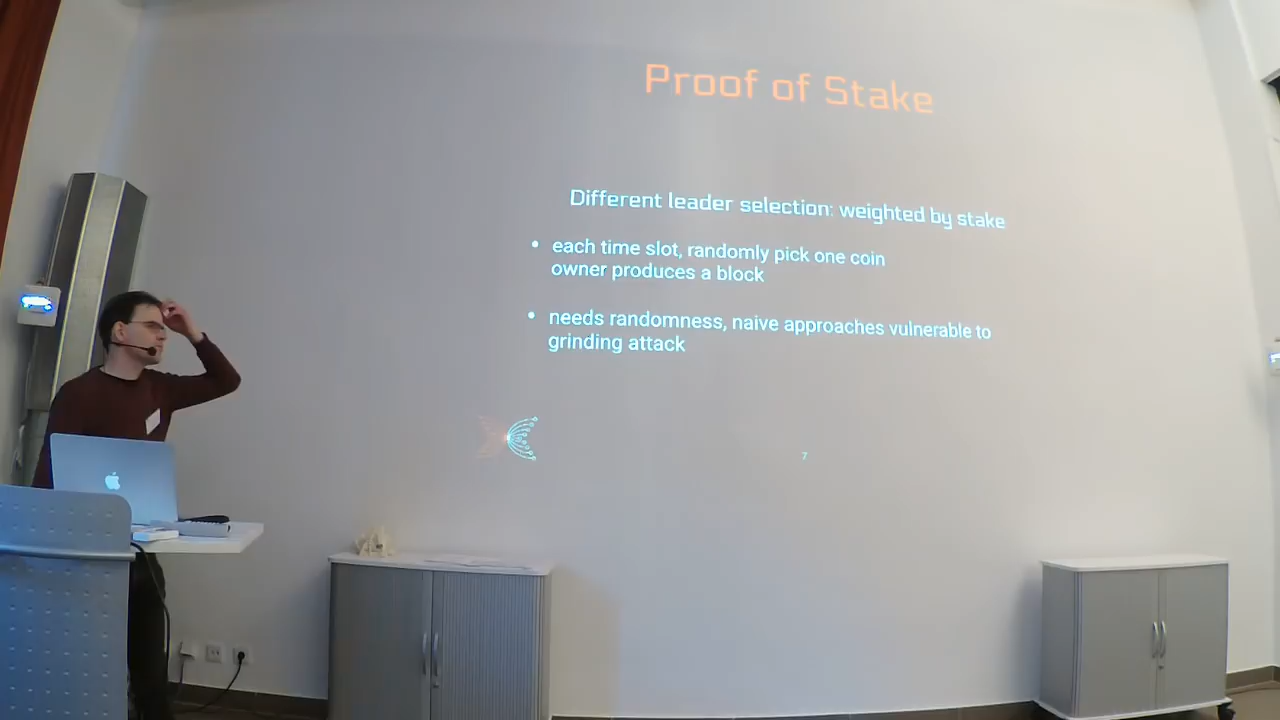 Proof of Stake
Different leader selection: weighted by stake
• each time slot, randomly pick one coin
owner produces a block
• needs randomness, naive approaches vulnerable to
grinding attack
7